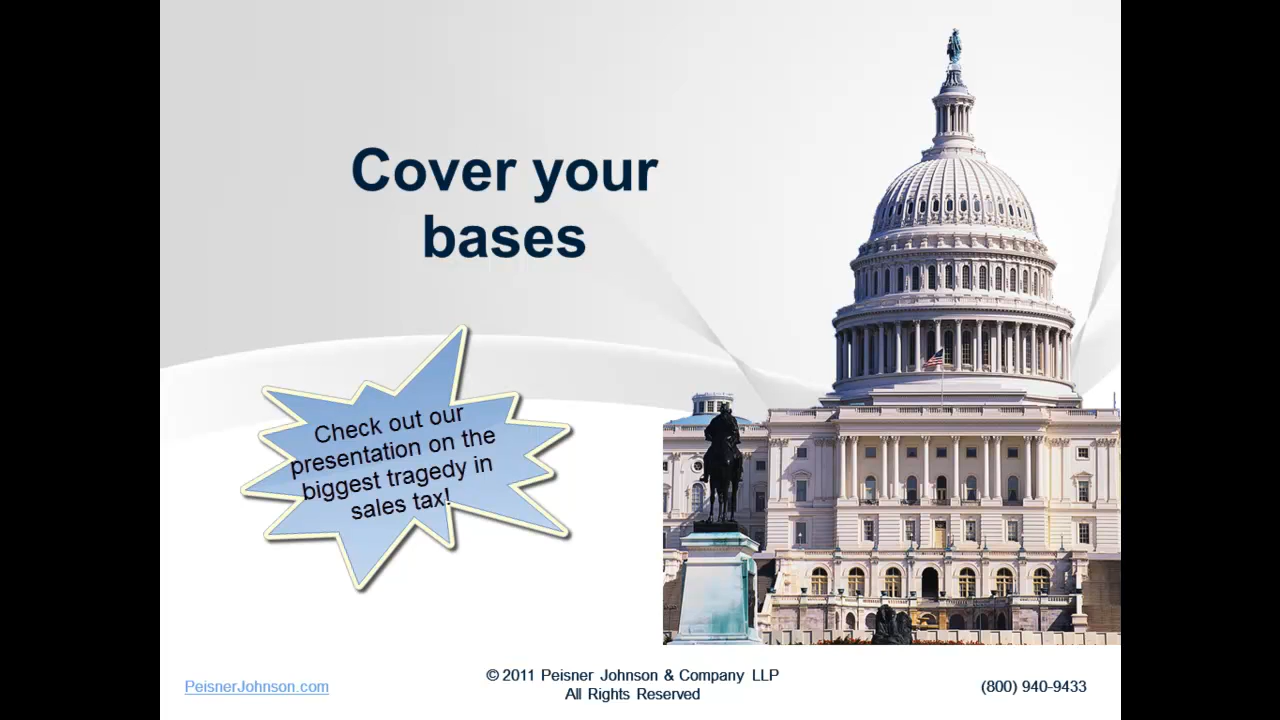 Cover your
bases
Check out our
presentation on the
biggest tragedy in
sales tax!
PeisnerJohnson.com
© 2011 Peisner Johnson & Company LLP
All Rights Reserved
(800) 940-9433